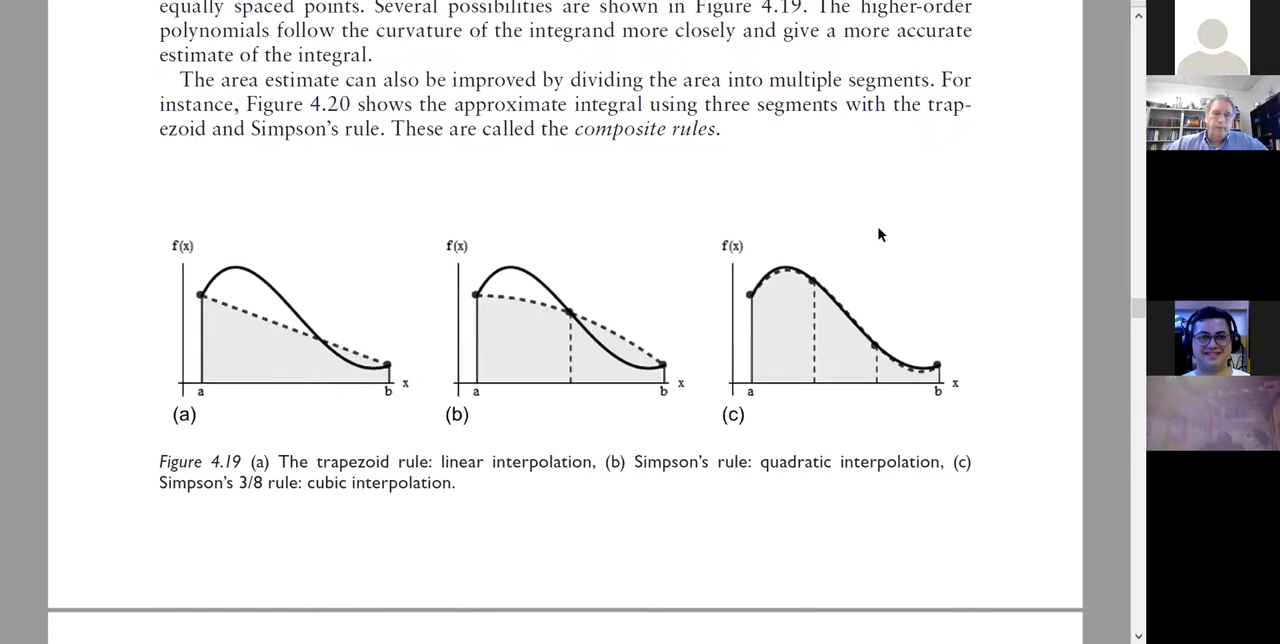 equally spaced points. Several possibilities are shown in Figure 4.19. The higher-order
polynomials follow the curvature of the integrand more closely and give a more accurate
estimate of the integral.
The area estimate can also be improved by dividing the area into multiple segments. For
instance, Figure 4.20 shows the approximate integral using three segments with the trap-
ezoid and Simpson's rule. These are called the composite rules.
f(x)
x
a
b
(a)
f(x)
x
a
b
(b)
f(x)
x
a
b
(c)
Figure 4.19 (a) The trapezoid rule: linear interpolation, (b) Simpson's rule: quadratic interpolation, (c)
Simpson's 3/8 rule: cubic interpolation.